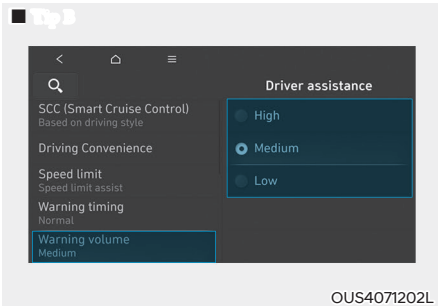 Driver assistance
SCC (Smart Cruise Control)
Based on driving style
Driving Convenience
Speed limit
Speed limit assist
Warning timing
Normal
Warning volume
Medium
High
Medium
Low
OUS4071202L